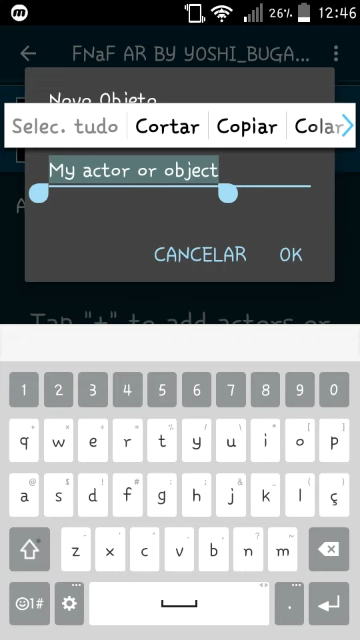 26% 12:46
FNaF AR BY YOSHI_BUGA...
Novo Objeto
Selec. tudo Cortar Copiar Colar
My actor or object
CANCELAR OK
Tap "+" to add actors or
1 2 3 4 5 6 7 8 9 0
q w e r t y u i o p
a s d f g h j k l ç
z x c v b n m
☺1# .